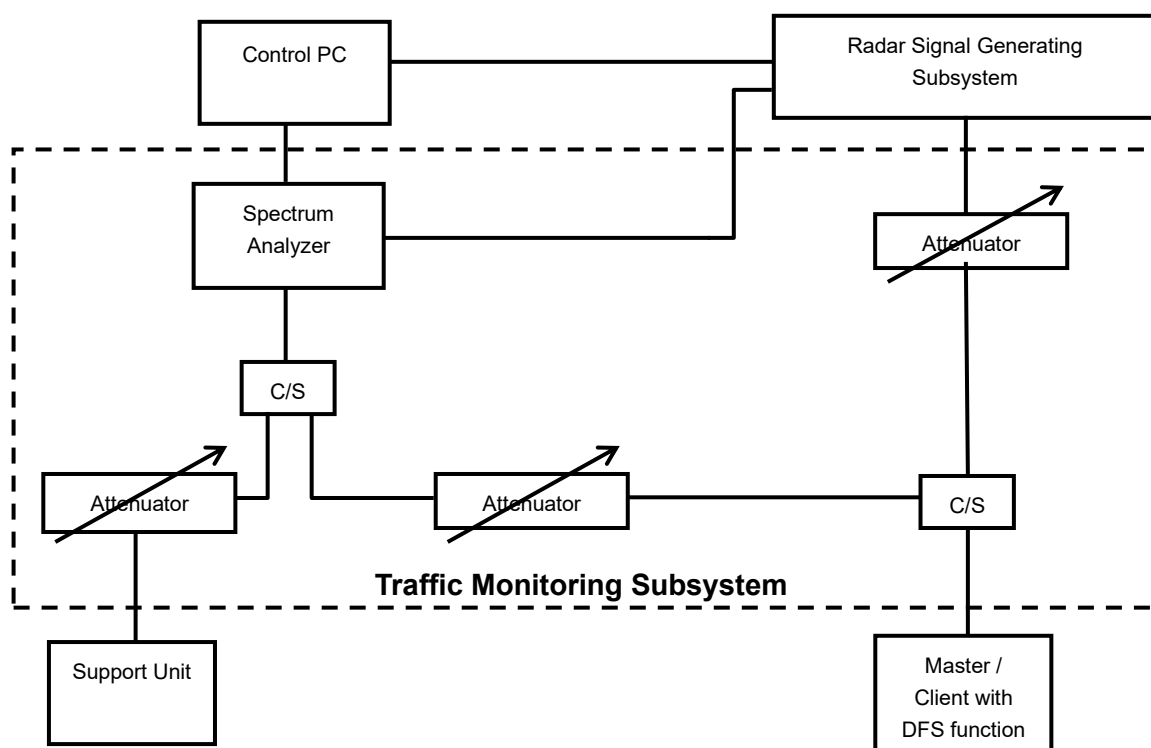 Control PC
Radar Signal Generating
Subsystem
Spectrum
Analyzer
Attenuator
C/S
Attenuator
Attenuator
C/S
Traffic Monitoring Subsystem
Support Unit
Master /
Client with
DFS function